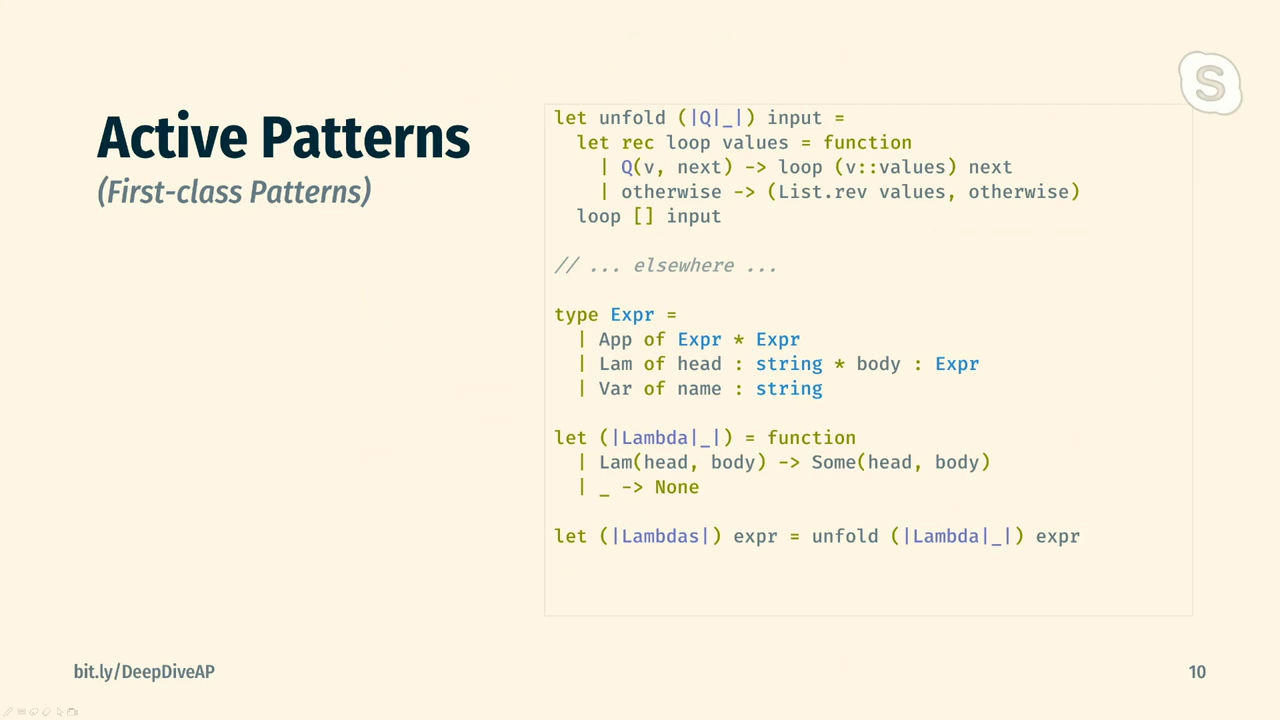 Active Patterns
(First-class Patterns)
let unfold (|Q|_|) input =
  let rec loop values = function
    | Q(v, next) -> loop (v::values) next
    | otherwise -> (List.rev values, otherwise)
  loop [] input
// ... elsewhere ...
type Expr =
  | App of Expr * Expr
  | Lam of head : string * body : Expr
  | Var of name : string
let (|Lambda|_|) = function
  | Lam(head, body) -> Some(head, body)
  | _ -> None
let (|Lambdas|) expr = unfold (|Lambda|_|) expr
S
bit.ly/DeepDiveAP
10